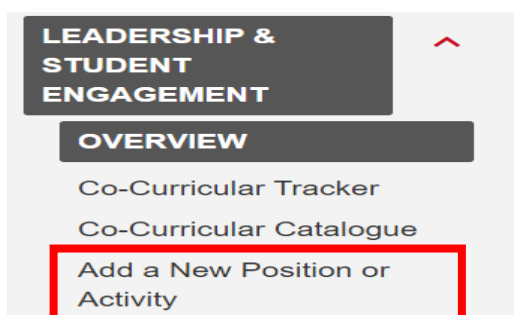 LEADERSHIP &
STUDENT
ENGAGEMENT
OVERVIEW
Co-Curricular Tracker
Co-Curricular Catalogue
Add a New Position or
Activity